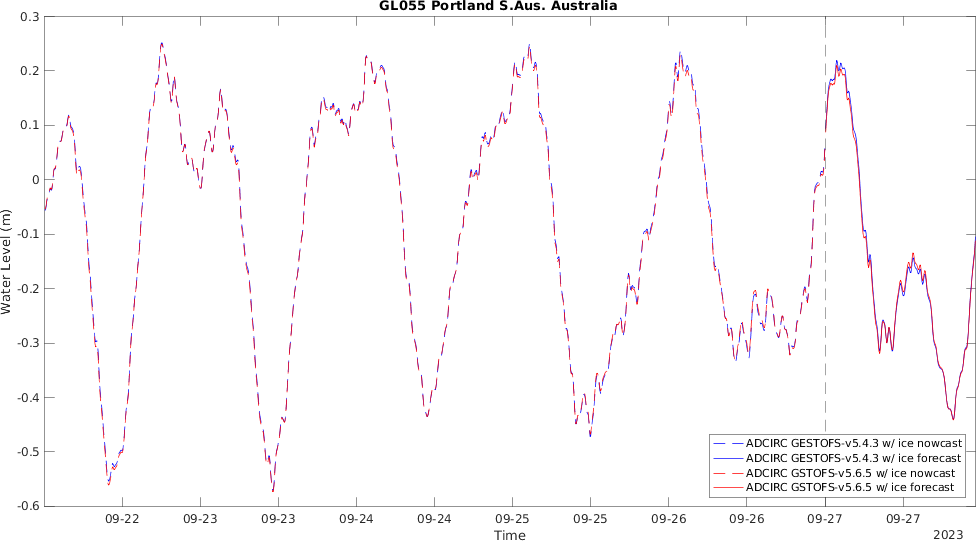 GL055 Portland S.Aus. Australia
0.3
0.2
0.1
0
-0.1
-0.2
-0.3
-0.4
-0.5
-0.6
Water Level (m)
ADCIRC GESTOFS-v5.4.3 w/ ice nowcast
ADCIRC GESTOFS-v5.4.3 w/ ice forecast
ADCIRC GSTOFS-v5.6.5 w/ ice nowcast
ADCIRC GSTOFS-v5.6.5 w/ ice forecast
09-22 09-23 09-23 09-24 09-24 09-25 09-25 09-26 09-26 09-27 09-27
Time
2023